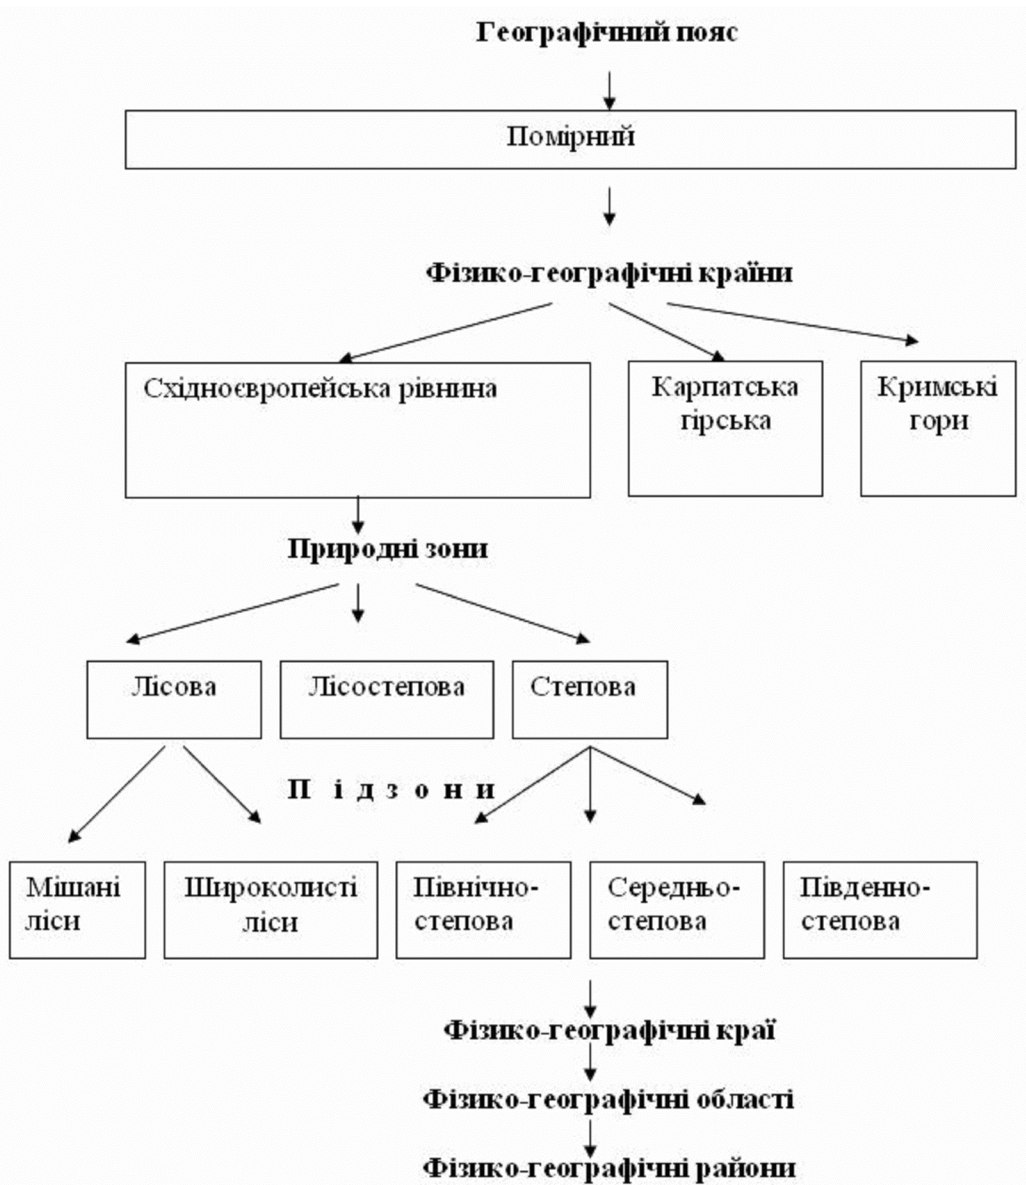 Географічний пояс
Помірний
Фізико-географічні країни
Східноєвропейська рівнина
Карпатська
гірська
Кримські
гори
Природні зони
Лісова
Лісостепова
Степова
П і д з о н и
Мішані
ліси
Широколисті
ліси
Північно-
степова
Середньо-
степова
Південно-
степова
Фізико-географічні краї
Фізико-географічні області
Фізико-географічні райони